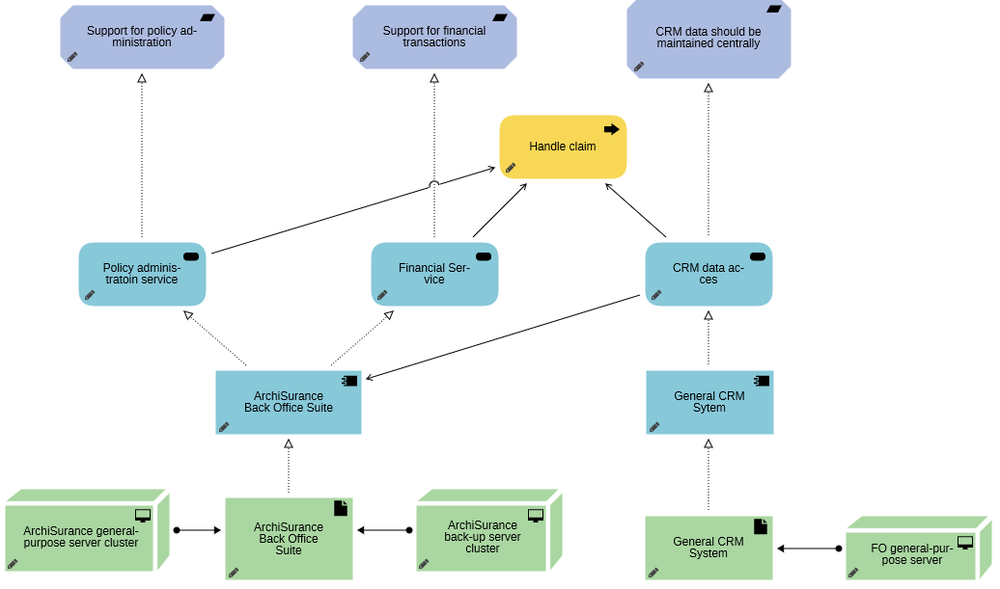 Support for policy ad-
ministration
Support for financial
transactions
CRM data should be
maintained centrally
Handle claim
Policy adminis-
tratoin service
Financial Ser-
vice
CRM data ac-
ces
ArchiSurance
Back Office Suite
General CRM
Sytem
ArchiSurance general-
purpose server cluster
ArchiSurance
Back Office
Suite
ArchiSurance
back-up server
cluster
General CRM
System
FO general-pur-
pose server